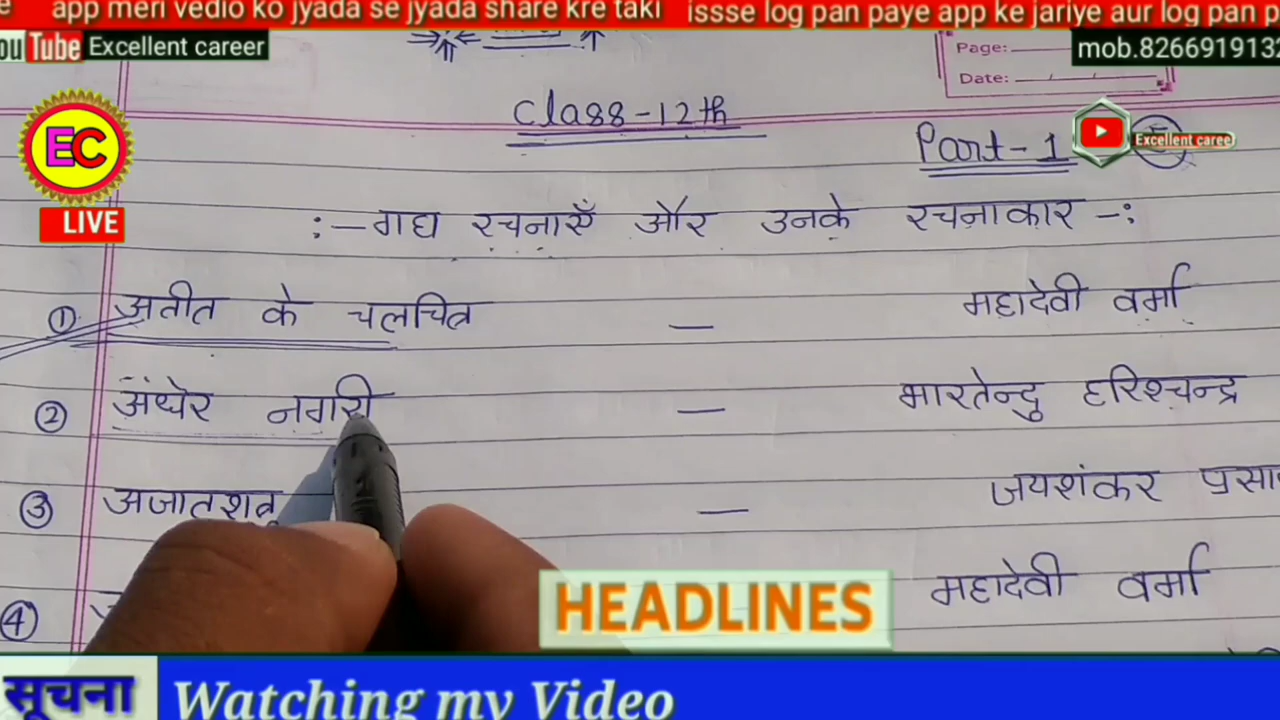 app meri vedio ko jyada se jyada share kre taki issse log pan paye app ke jariye aur log pan p
You Tube Excellent career
mob.8266919132
Page:
Date:
Class-12th
Part-1
Excellent caree
EC
LIVE
:- गद्य रचनाएँ और उनके रचनाकार -:
① अतीत के चलचित्र — महादेवी वर्मा
② अंधेर नगरी — भारतेन्दु हरिश्चन्द्र
③ अजातशत्रु — जयशंकर प्रसा
④ महादेवी वर्मा
HEADLINES
सूचना Watching my Video